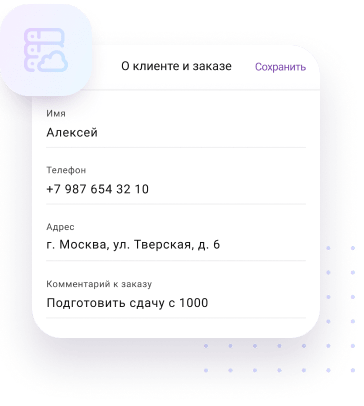 О клиенте и заказе Сохранить
Имя
Алексей
Телефон
+7 987 654 32 10
Адрес
г. Москва, ул. Тверская, д. 6
Комментарий к заказу
Подготовить сдачу с 1000